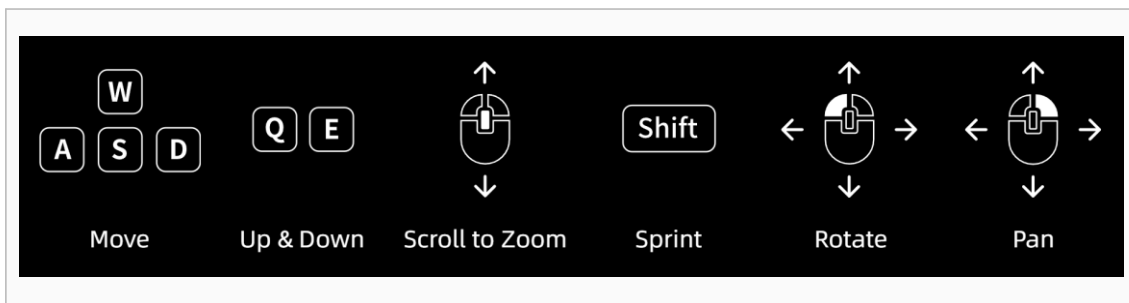 W
A S D
Q E
Shift
Move
Up & Down
Scroll to Zoom
Sprint
Rotate
Pan